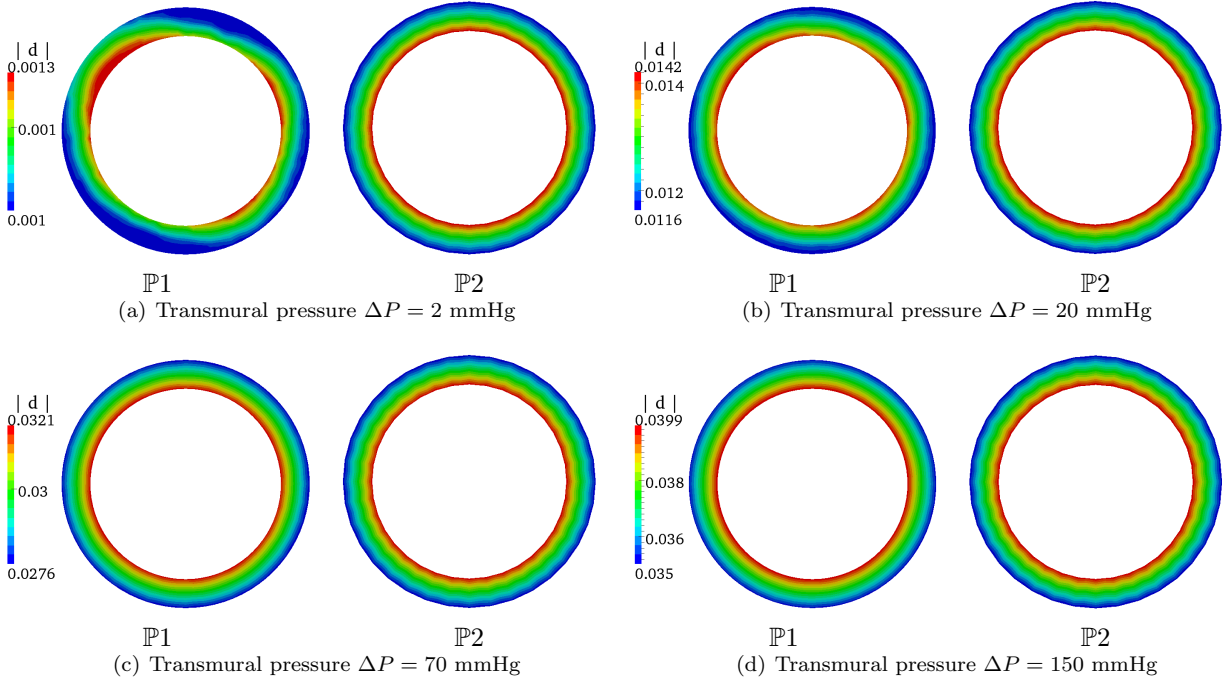 | d |
0.0013
0.001
0.001
ℙ1
ℙ2
(a) Transmural pressure ΔP = 2 mmHg
| d |
0.0142
0.014
0.012
0.0116
ℙ1
ℙ2
(b) Transmural pressure ΔP = 20 mmHg
| d |
0.0321
0.03
0.0276
ℙ1
ℙ2
(c) Transmural pressure ΔP = 70 mmHg
| d |
0.0399
0.038
0.036
0.035
ℙ1
ℙ2
(d) Transmural pressure ΔP = 150 mmHg